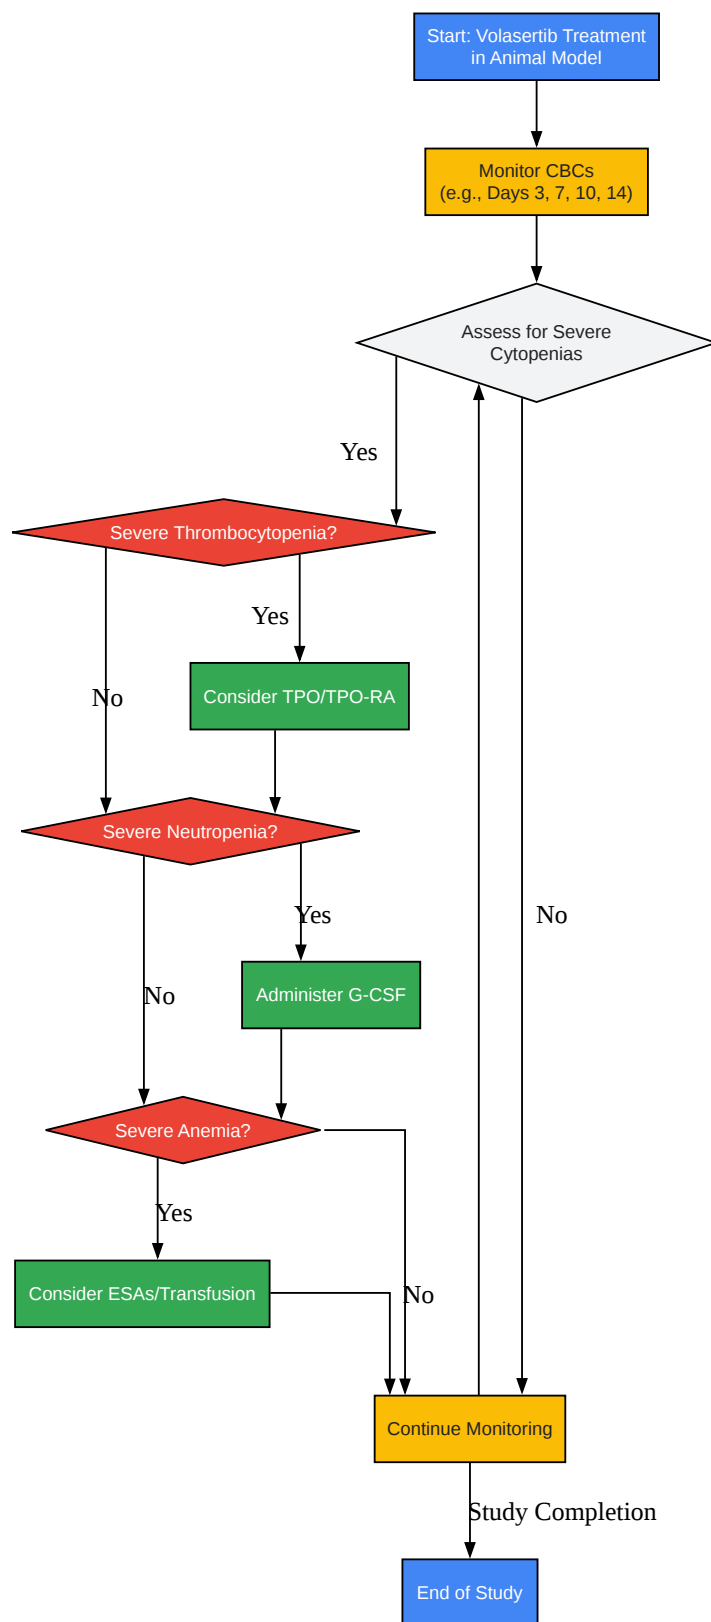 Start: Volasertib Treatment
in Animal Model
Monitor CBCs
(e.g., Days 3, 7, 10, 14)
Assess for Severe
Cytopenias
Yes
Severe Thrombocytopenia?
Yes
No
Consider TPO/TPO-RA
Severe Neutropenia?
Yes
No
No
Administer G-CSF
Severe Anemia?
Yes
Consider ESAs/Transfusion
No
Continue Monitoring
Study Completion
End of Study